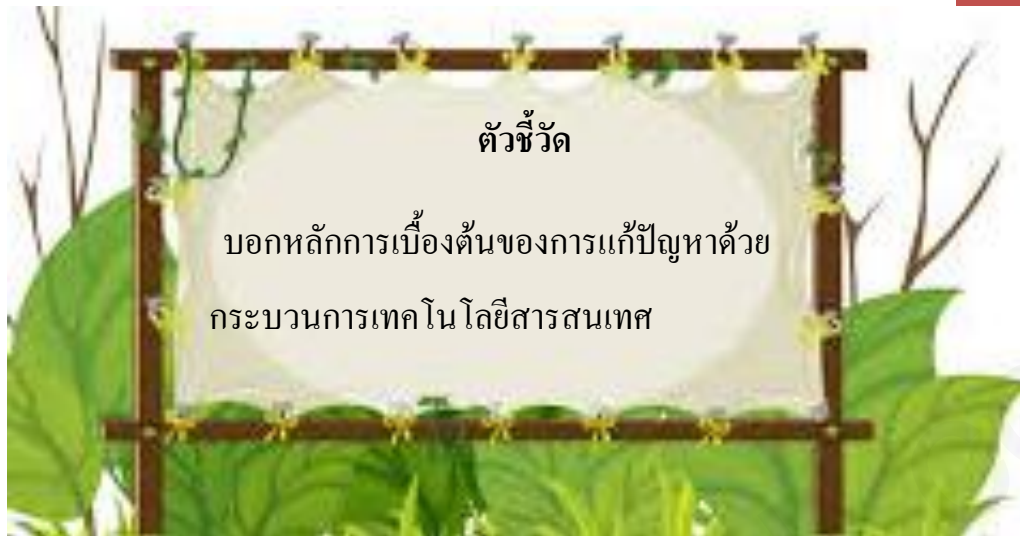 ตัวชี้วัด
บอกหลักการเบื้องต้นของการแก้ปัญหาด้วย
กระบวนการเทคโนโลยีสารสนเทศ